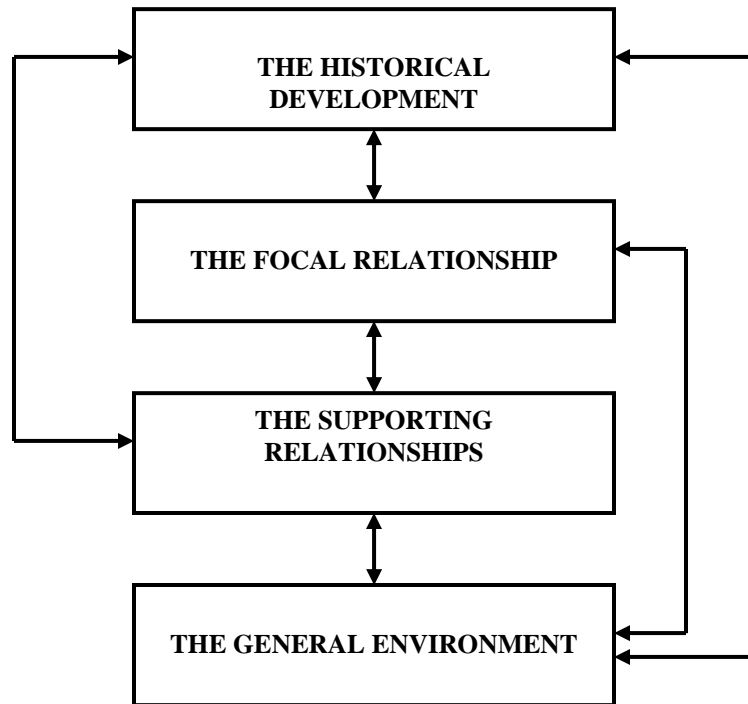 THE HISTORICAL
DEVELOPMENT
THE FOCAL RELATIONSHIP
THE SUPPORTING
RELATIONSHIPS
THE GENERAL ENVIRONMENT